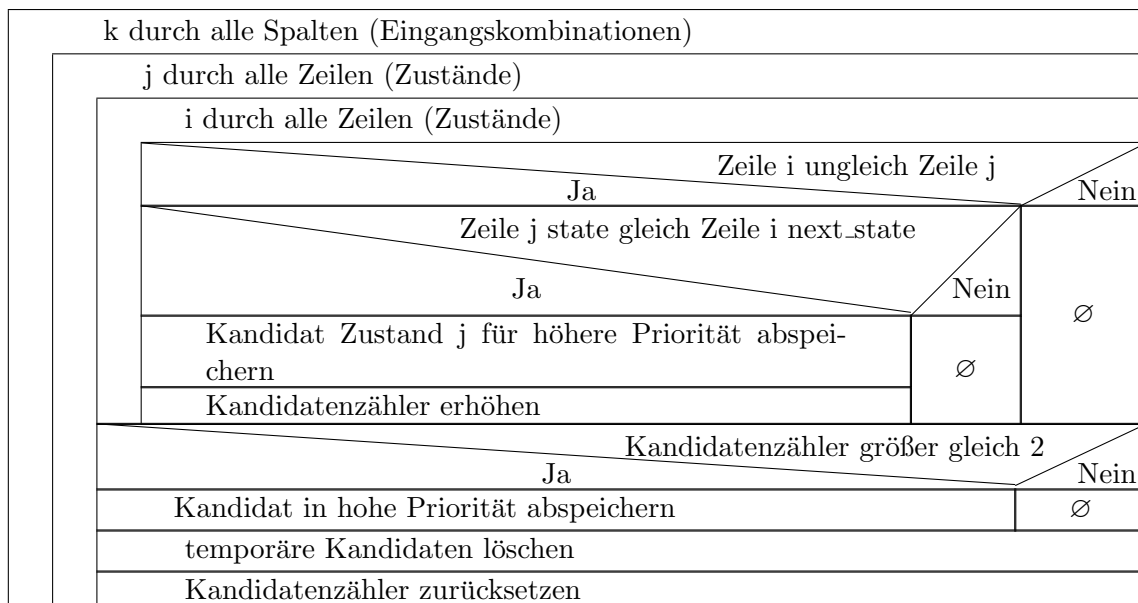 k durch alle Spalten (Eingangskombinationen)
j durch alle Zeilen (Zustände)
i durch alle Zeilen (Zustände)
Zeile i ungleich Zeile j
Ja
Nein
Zeile j state gleich Zeile i next_state
Ja
Nein
∅
Kandidat Zustand j für höhere Priorität abspei-
chern
∅
Kandidatenzähler erhöhen
Kandidatenzähler größer gleich 2
Ja
Nein
Kandidat in hohe Priorität abspeichern
∅
temporäre Kandidaten löschen
Kandidatenzähler zurücksetzen